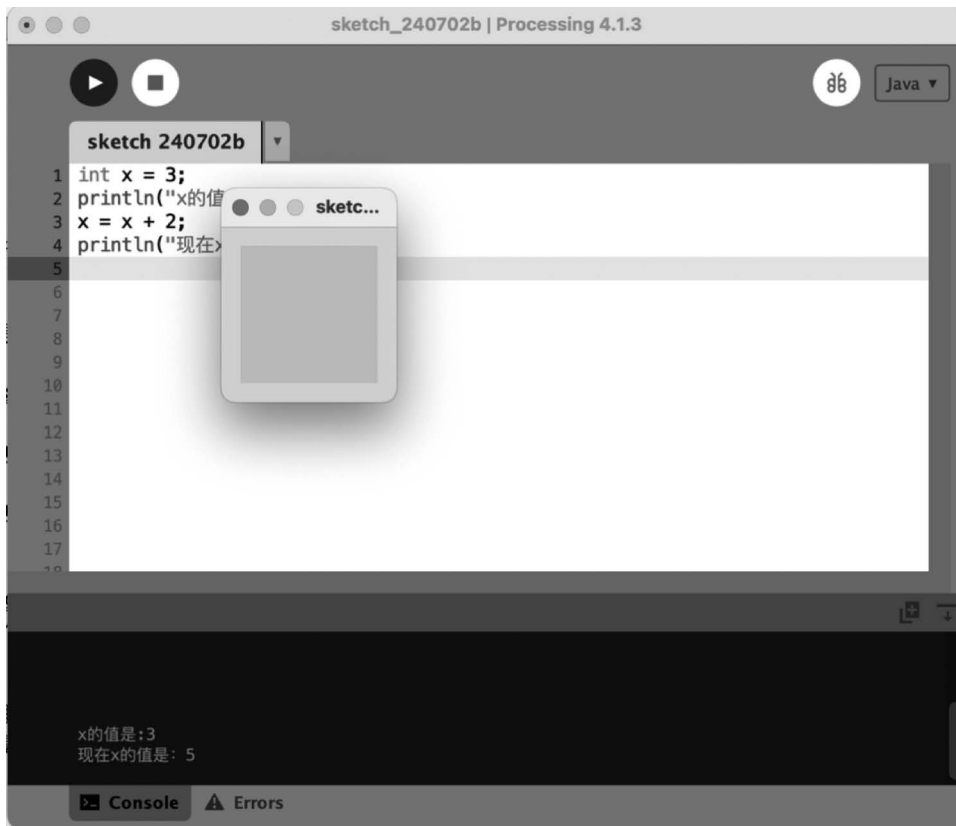 sketch_240702b | Processing 4.1.3
Java
sketch 240702b
1 int x = 3;
2 println("x的值
3 x = x + 2;
4 println("现在x
5
6
7
8
9
10
11
12
13
14
15
16
17
sketc...
x的值是:3
现在x的值是: 5
Console
Errors